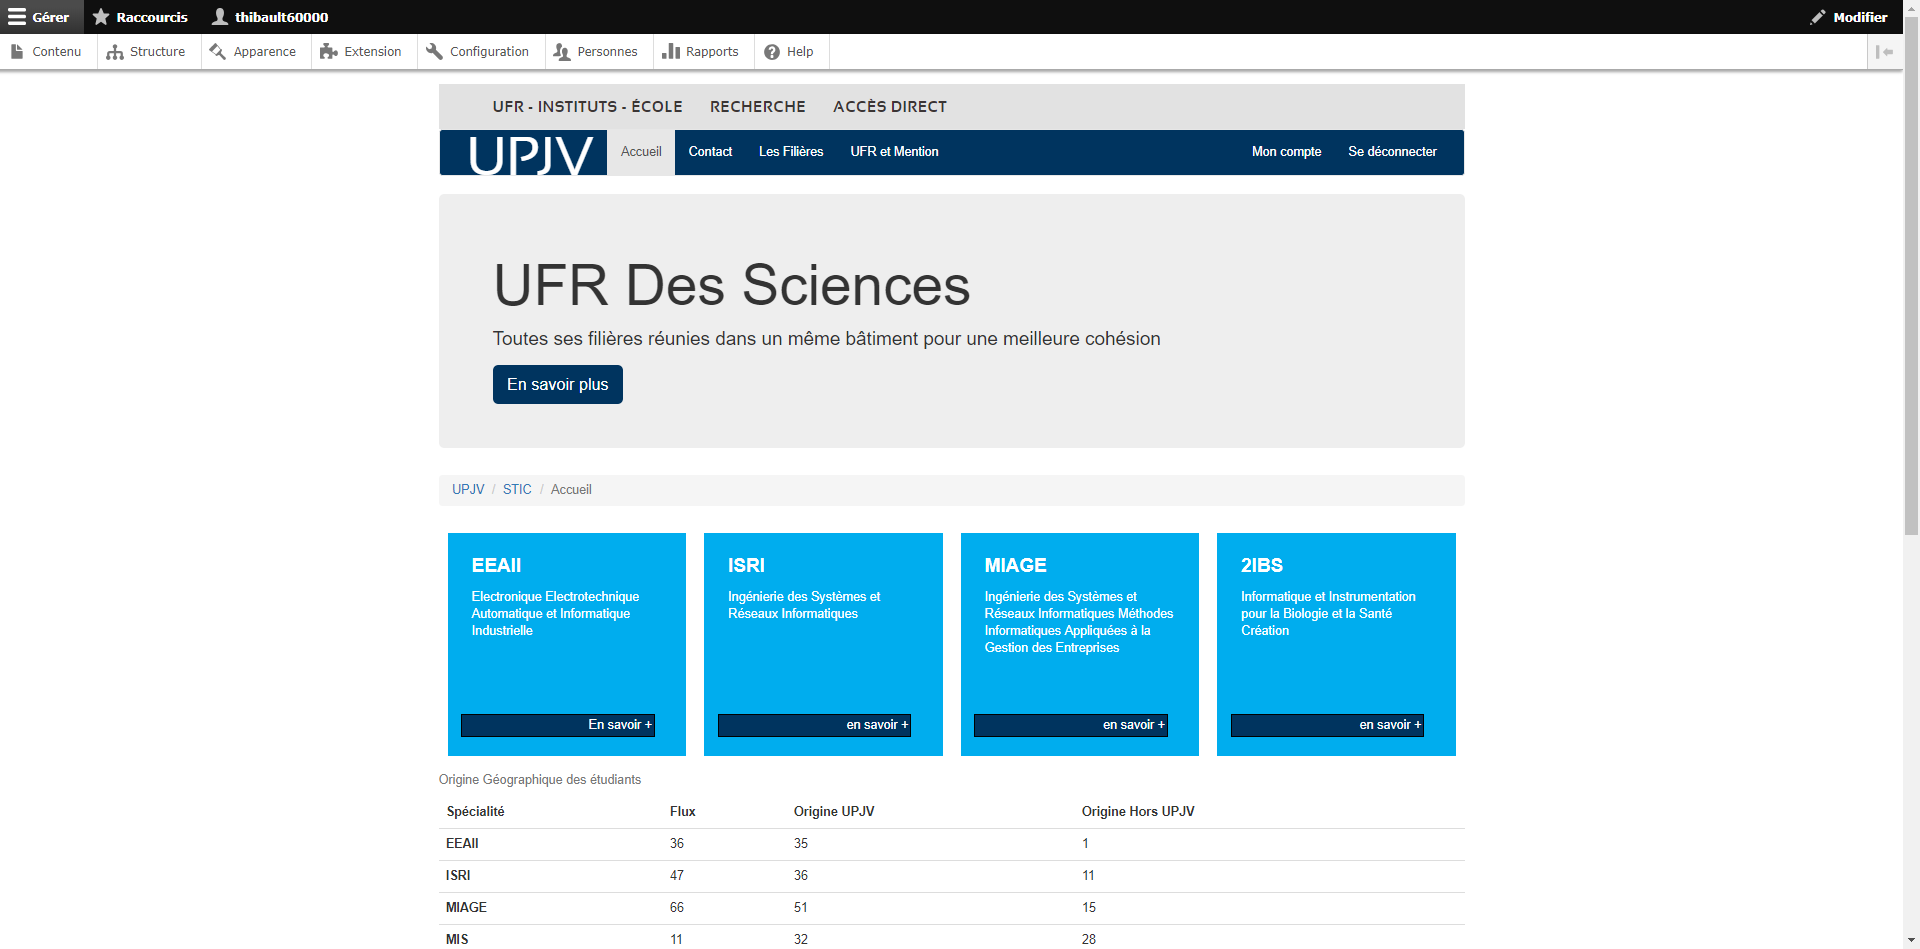 Gérer Raccourcis thibault60000 Modifier
Contenu Structure Apparence Extension Configuration Personnes Rapports Help
UFR - INSTITUTS - ÉCOLE RECHERCHE ACCÈS DIRECT
UPJV Accueil Contact Les Filières UFR et Mention Mon compte Se déconnecter
UFR Des Sciences
Toutes ses filières réunies dans un même bâtiment pour une meilleure cohésion
En savoir plus
UPJV / STIC / Accueil
EEAII
Electronique Electrotechnique
Automatique et Informatique
Industrielle
En savoir +
ISRI
Ingénierie des Systèmes et
Réseaux Informatiques
en savoir +
MIAGE
Ingénierie des Systèmes et
Réseaux Informatiques Méthodes
Informatiques Appliquées à la
Gestion des Entreprises
en savoir +
2IBS
Informatique et Instrumentation
pour la Biologie et la Santé
Création
en savoir +
Origine Géographique des étudiants
Spécialité Flux Origine UPJV Origine Hors UPJV
EEAII 36 35 1
ISRI 47 36 11
MIAGE 66 51 15
MIS 11 32 28